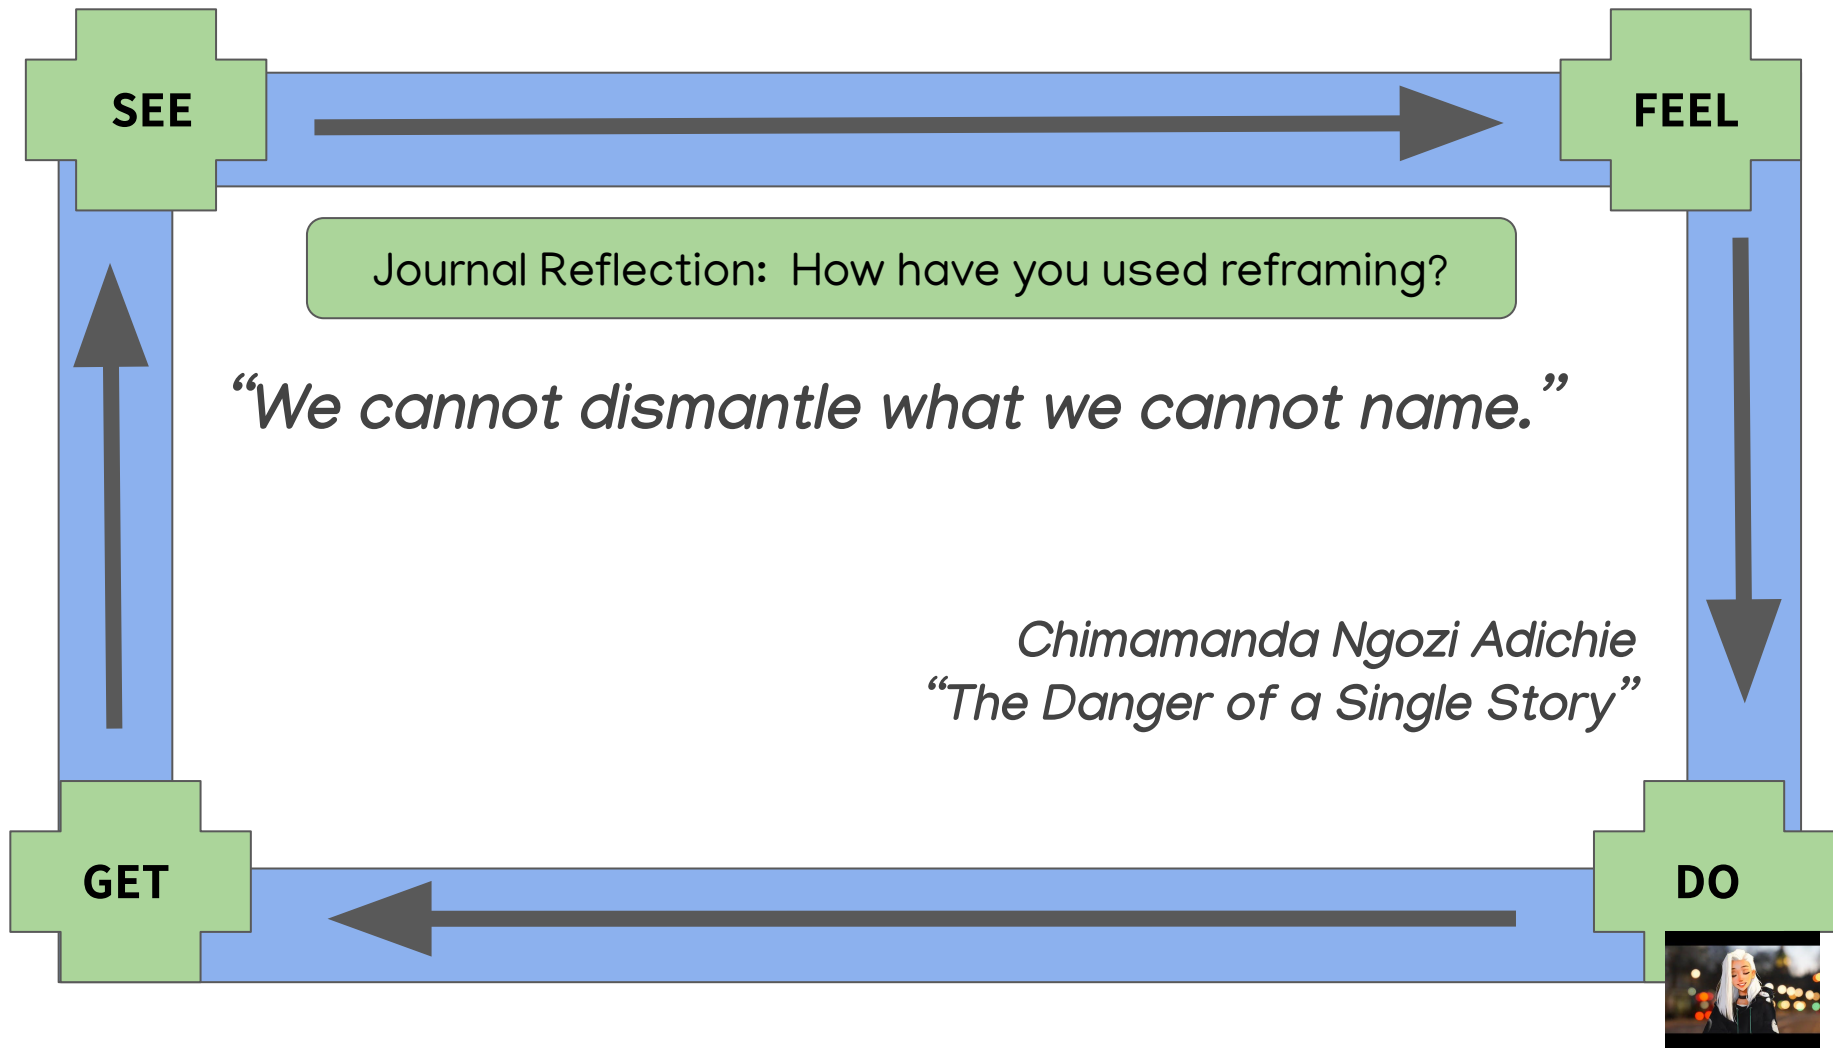 SEE
FEEL
Journal Reflection:  How have you used reframing?
“We cannot dismantle what we cannot name.”
Chimamanda Ngozi Adichie
“The Danger of a Single Story”
GET
DO